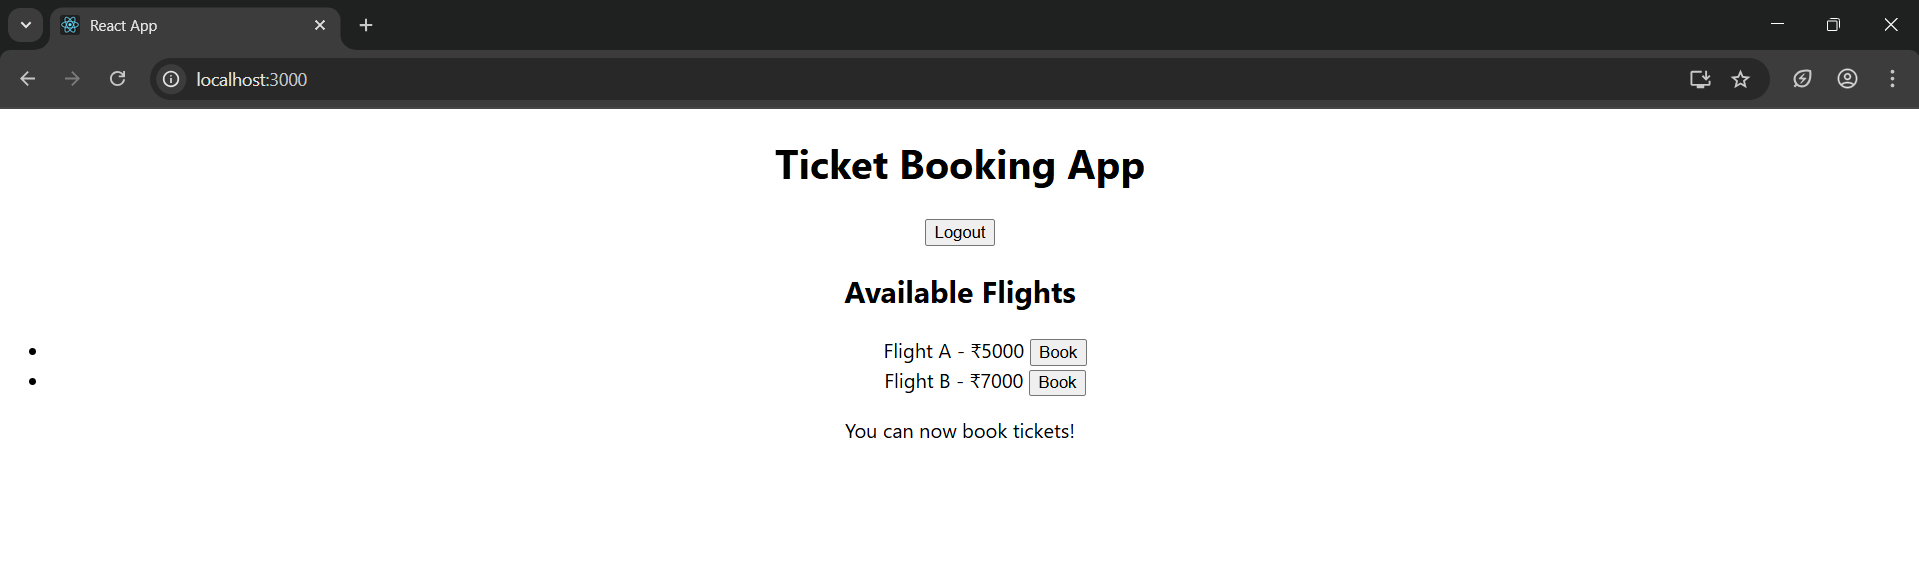 React App
localhost:3000
Ticket Booking App
Logout
Available Flights
• Flight A - ₹5000 Book
• Flight B - ₹7000 Book
You can now book tickets!